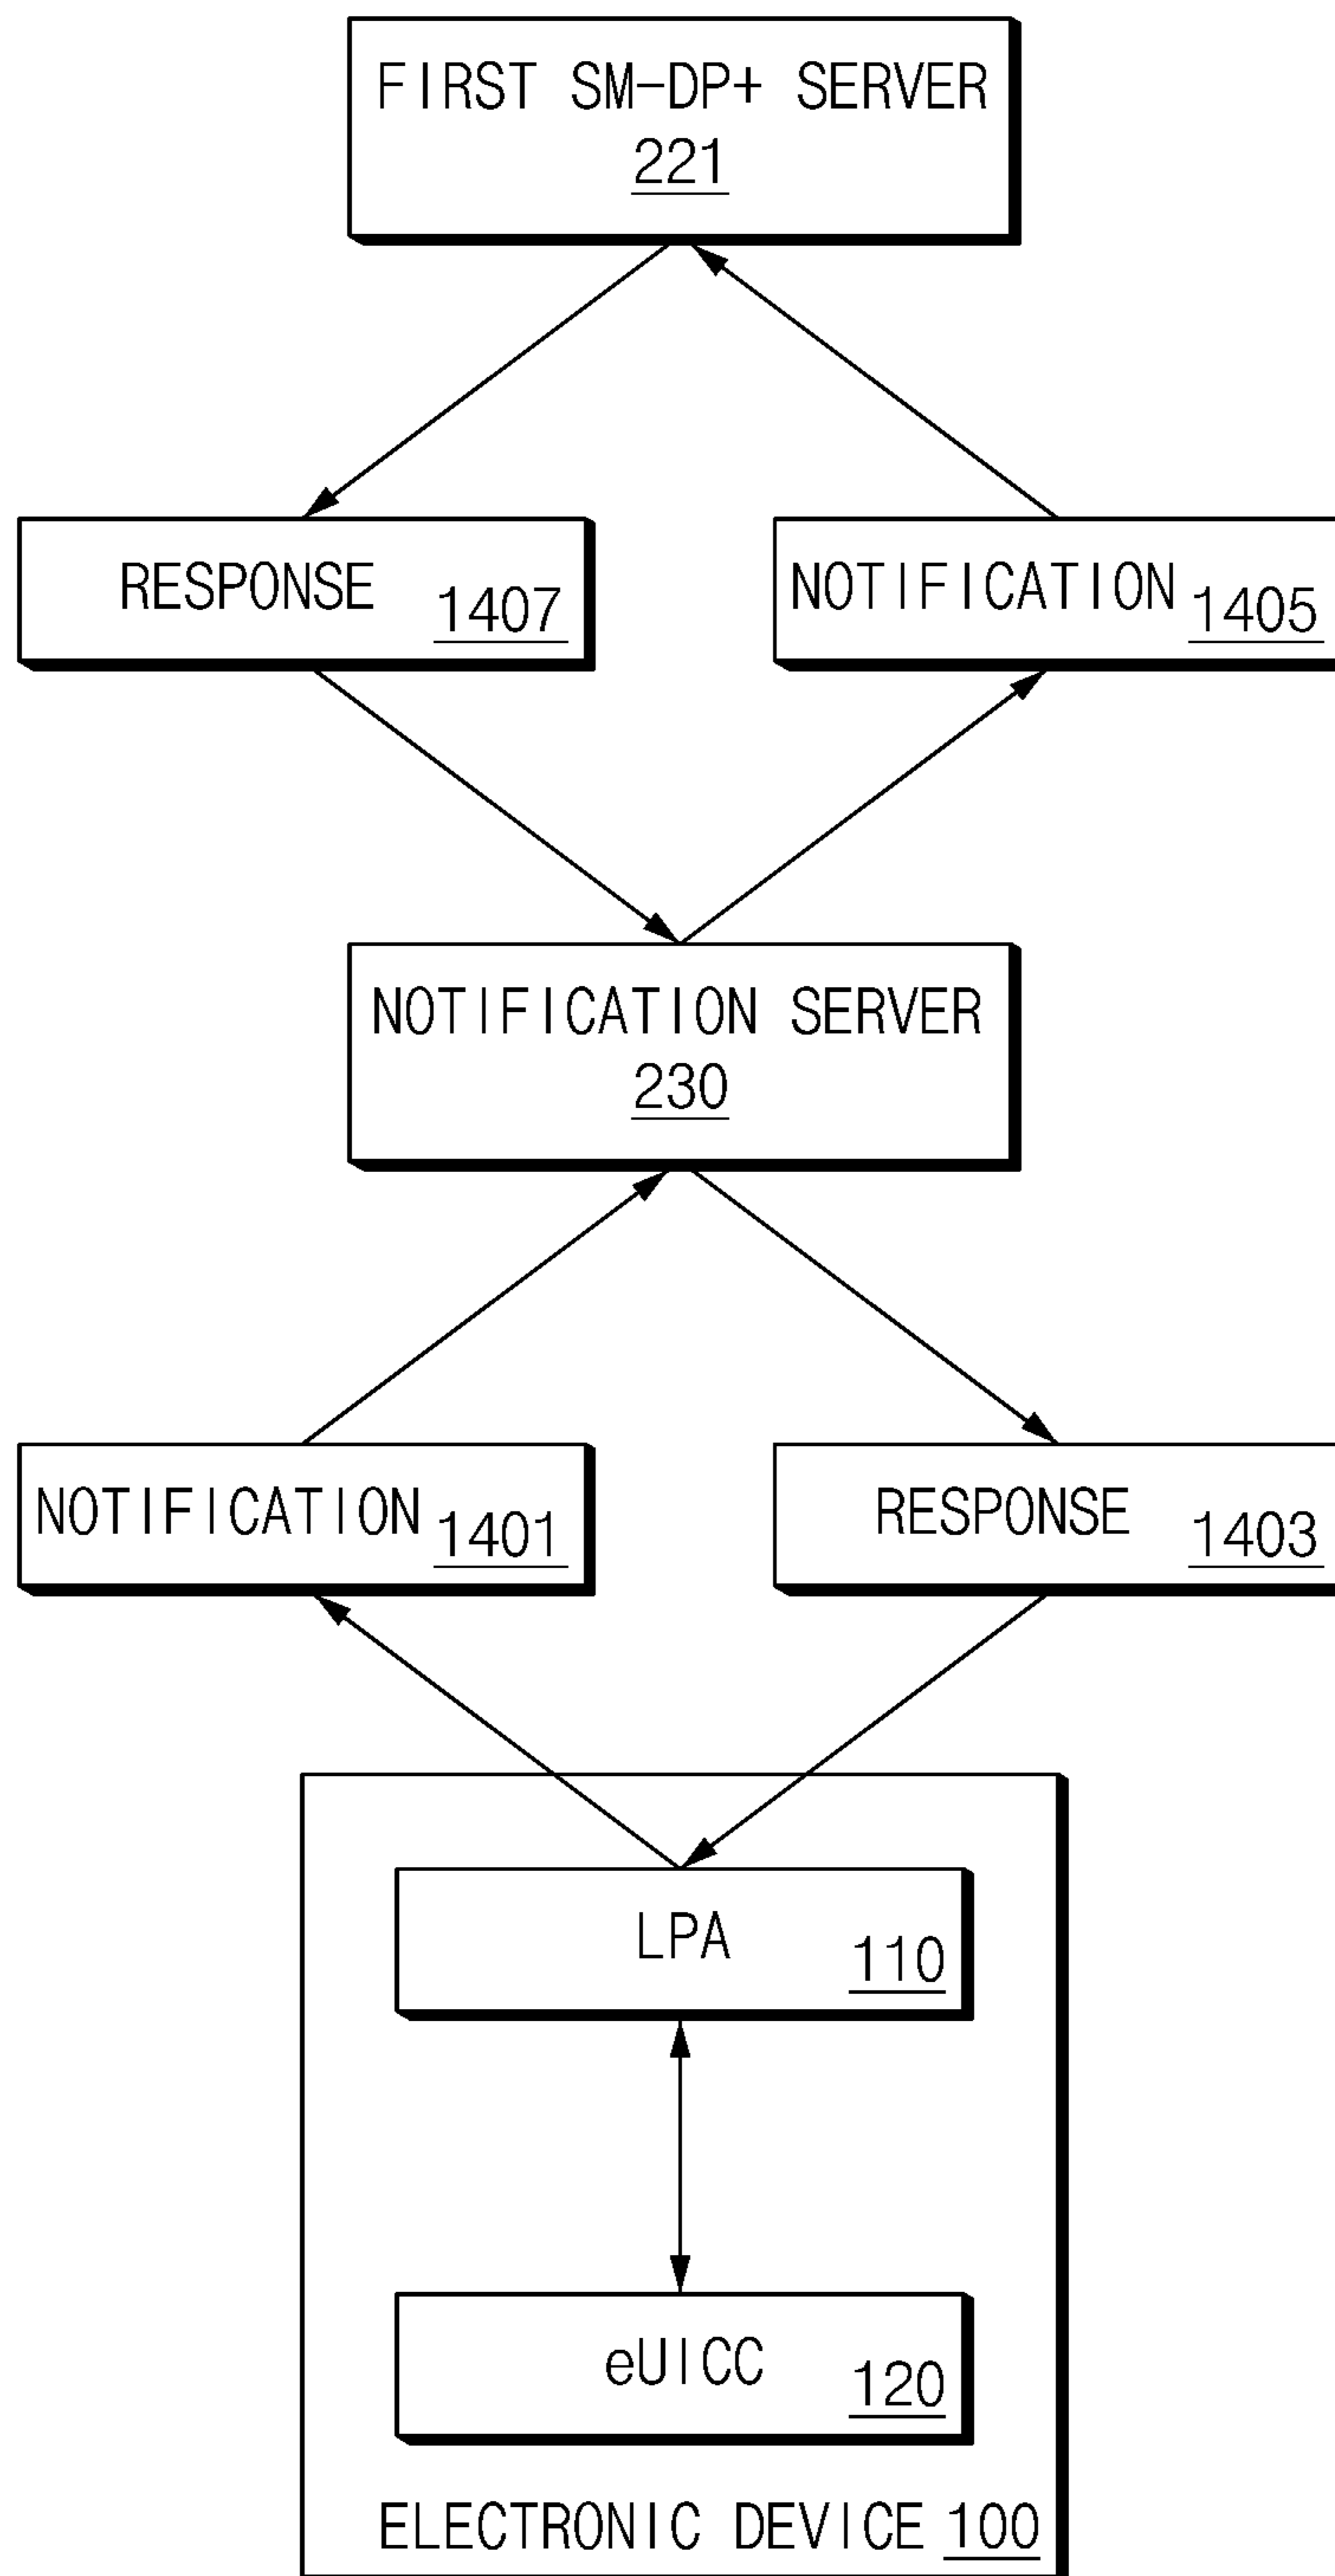 FIRST SM-DP+ SERVER
221
RESPONSE 1407
NOTIFICATION 1405
NOTIFICATION SERVER
230
NOTIFICATION 1401
RESPONSE 1403
LPA 110
eUICC 120
ELECTRONIC DEVICE 100